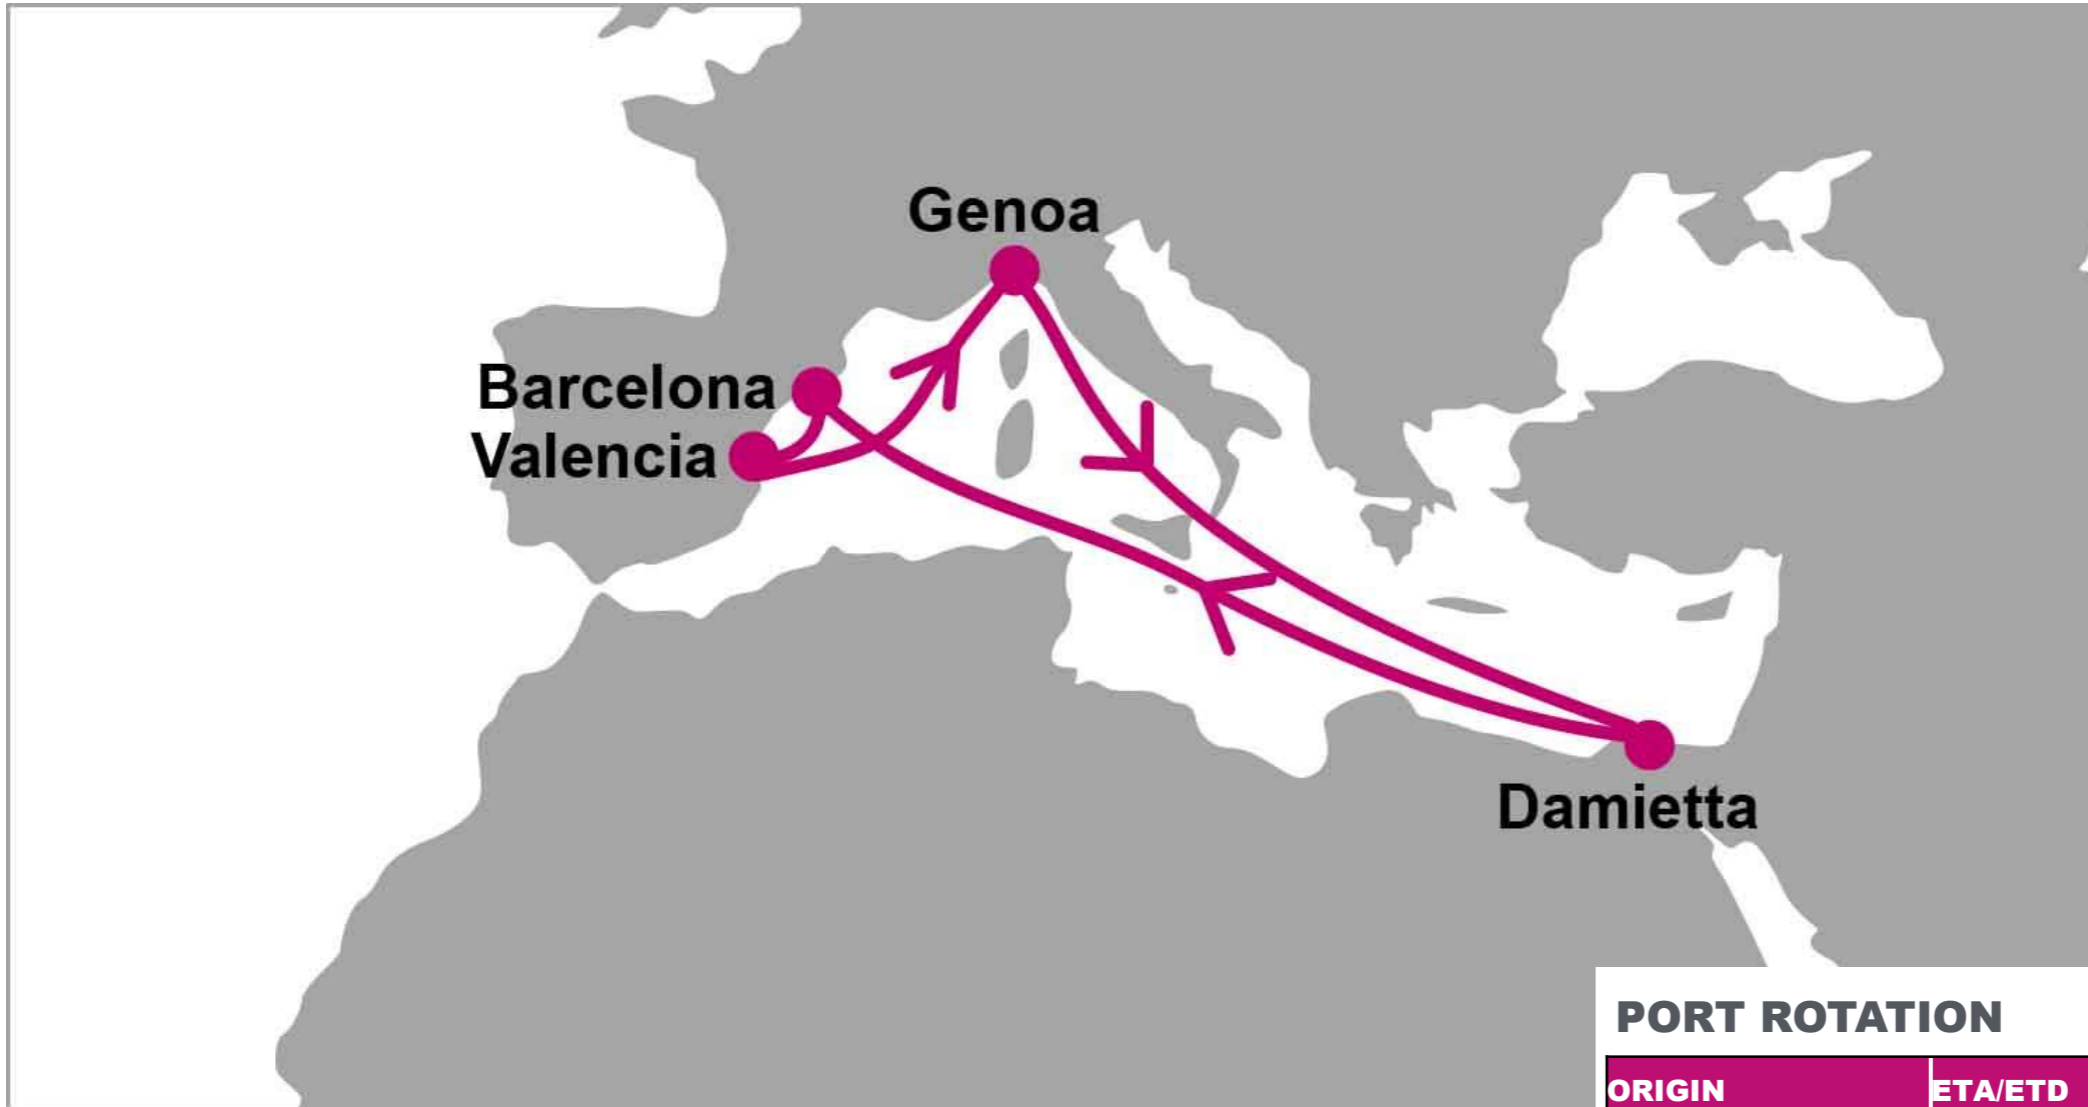 Genoa
Barcelona
Valencia
Damietta
PORT ROTATION
ORIGIN ETA/ETD